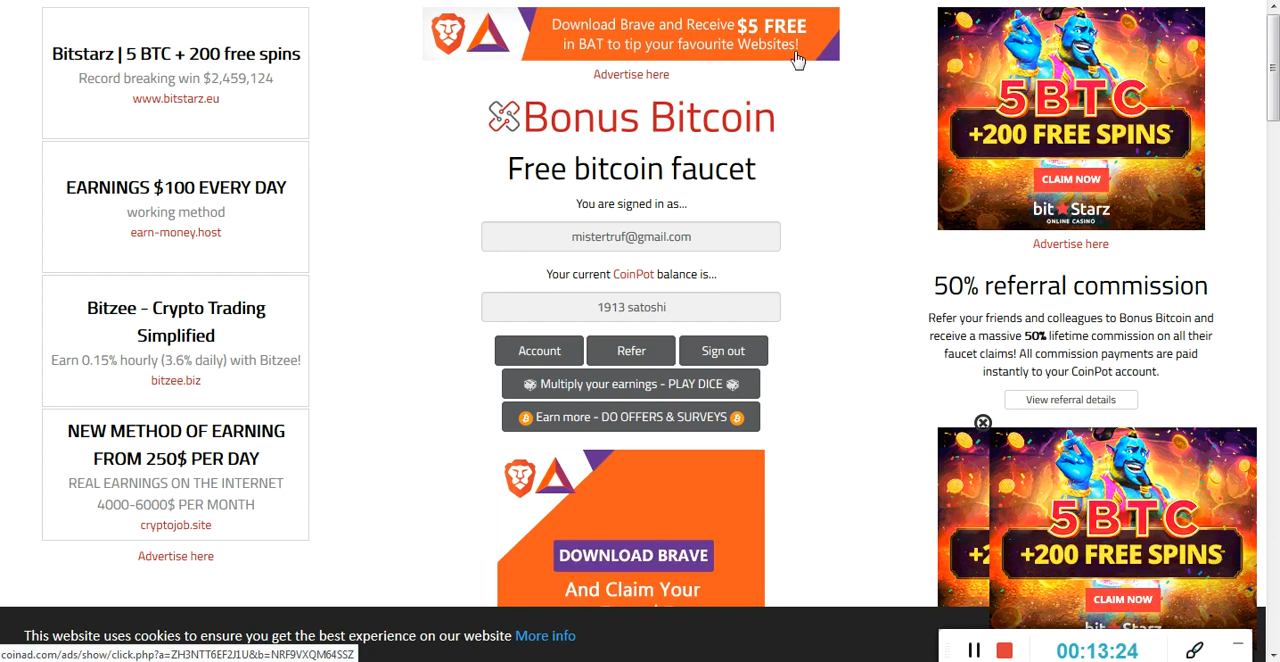 Bitstarz | 5 BTC + 200 free spins
Record breaking win $2,459,124
www.bitstarz.eu
EARNINGS $100 EVERY DAY
working method
earn-money.host
Bitzee - Crypto Trading
Simplified
Earn 0.15% hourly (3.6% daily) with Bitzee!
bitzee.biz
NEW METHOD OF EARNING
FROM 250$ PER DAY
REAL EARNINGS ON THE INTERNET
4000-6000$ PER MONTH
cryptojob.site
Advertise here
Download Brave and Receive $5 FREE
in BAT to tip your favourite Websites!
Advertise here
Bonus Bitcoin
Free bitcoin faucet
You are signed in as...
mistertruf@gmail.com
Your current CoinPot balance is...
1913 satoshi
Account
Refer
Sign out
Multiply your earnings - PLAY DICE
Earn more - DO OFFERS & SURVEYS
DOWNLOAD BRAVE
And Claim Your
5 BTC
+200 FREE SPINS
CLAIM NOW
bitStarz
ONLINE CASINO
Advertise here
50% referral commission
Refer your friends and colleagues to Bonus Bitcoin and
receive a massive 50% lifetime commission on all their
faucet claims! All commission payments are paid
instantly to your CoinPot account.
View referral details
5 BTC
+200 FREE SPINS
CLAIM NOW
This website uses cookies to ensure you get the best experience on our website More info
coinad.com/ads/show/click.php?a=ZH3NTT6EF2J1U&b=NRF9VXQM64SSZ
00:13:24